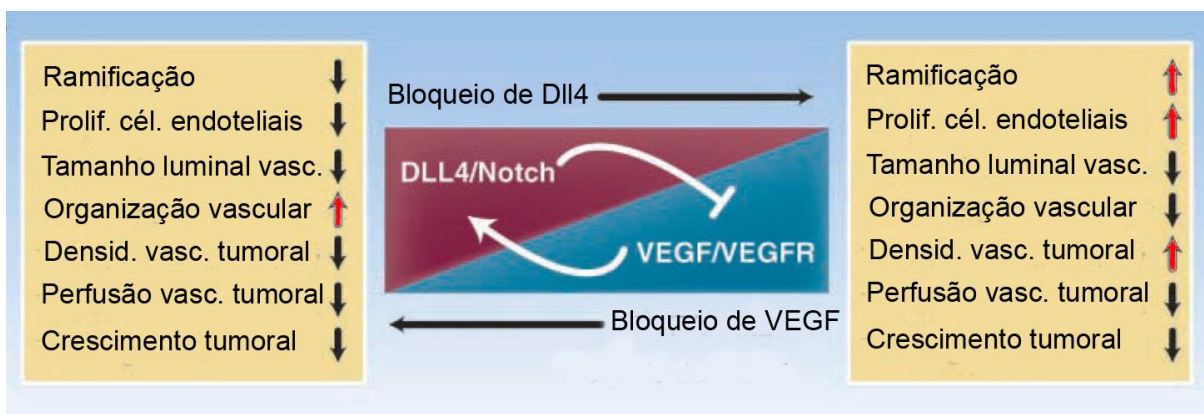 Ramificação
Prolif. cél. endoteliais
Tamanho luminal vasc.
Organização vascular
Densid. vasc. tumoral
Perfusão vasc. tumoral
Crescimento tumoral
Bloqueio de Dll4
DLL4/Notch
VEGF/VEGFR
Bloqueio de VEGF
Ramificação
Prolif. cél. endoteliais
Tamanho luminal vasc.
Organização vascular
Densid. vasc. tumoral
Perfusão vasc. tumoral
Crescimento tumoral